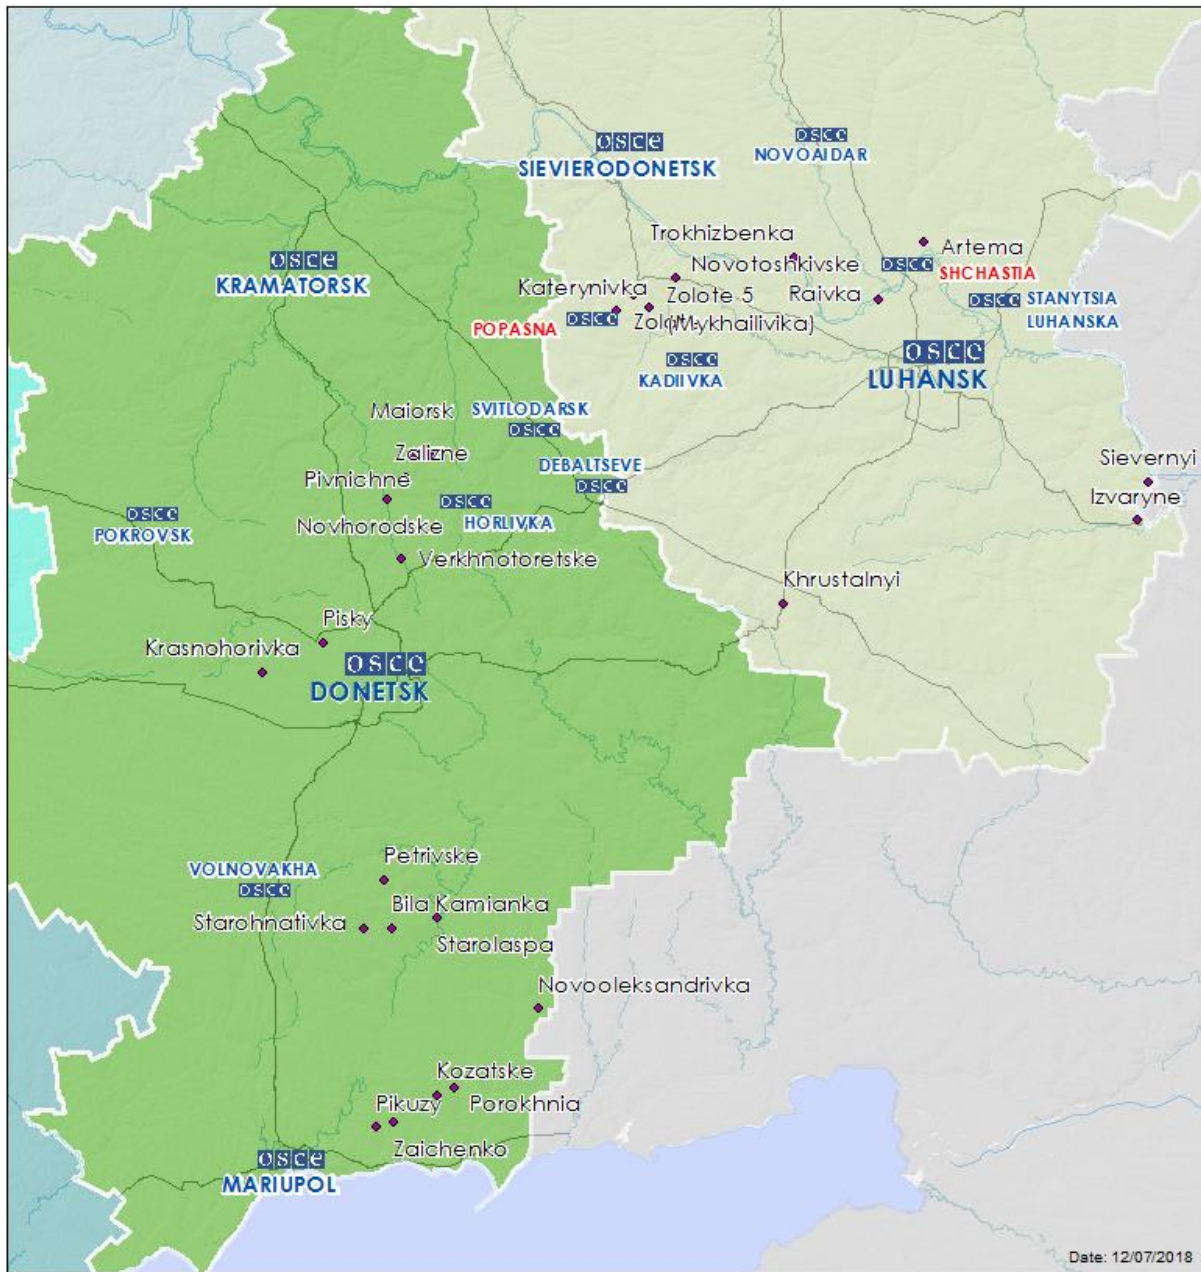 OSCE
SIEVIERODONETSK
OSCE
NOVOAIDAR
Trokhizbenka
Artema
OSCE
SHCHASTIA
OSCE
KRAMATORSK
Novotoshkivske
Katerynivka
Zolote 5
(Mykhailivika)
Raivka
OSCE
STANYTSIA
LUHANSKA
POPASNA
OSCE
OSCE
KADIIVKA
OSCE
LUHANSK
Maiorsk
SVITLODARSK
OSCE
Zalizne
DEBALTSEVE
OSCE
Pivnichne
Sievernyi
Izvaryne
OSCE
POKROVSK
OSCE
HORLIVKA
Novhorodske
Verkhnotoretske
Khrustalnyi
Pisky
Krasnohorivka
OSCE
DONETSK
Petrivske
VOLNOVAKHA
OSCE
Bila Kamianka
Starohnativka
Starolaspa
Novooleksandrivka
Kozatske
Pikuzy
Porokhnia
Zaichenko
OSCE
MARIUPOL
Date: 12/07/2018